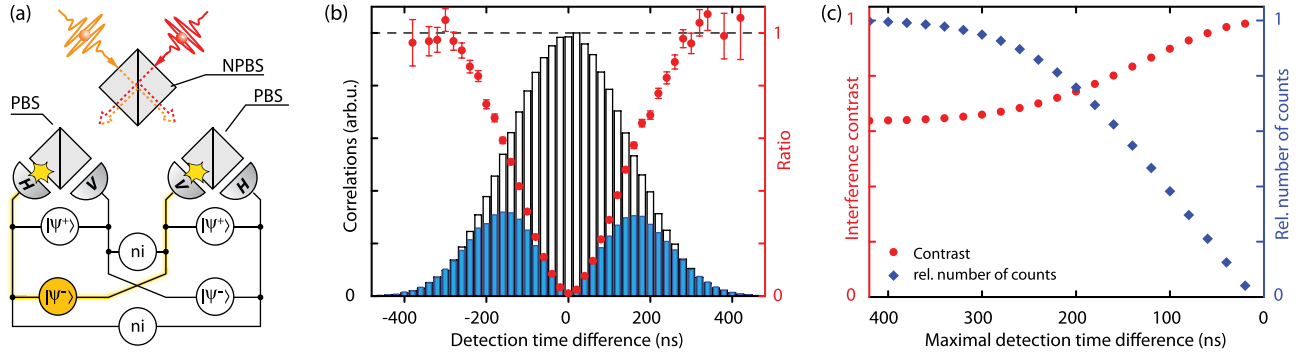 (a)
NPBS
PBS
PBS
H
V
V
H
|ψ⁺⟩
|ψ⁺⟩
ni
|ψ⁻⟩
|ψ⁻⟩
ni
(b)
Correlations (arb.u.)
0
-400
-200
0
200
400
Detection time difference (ns)
1
0
Ratio
(c)
1
0
Interference contrast
Contrast
rel. number of counts
400
300
200
100
0
Maximal detection time difference (ns)
1
0
Rel. number of counts